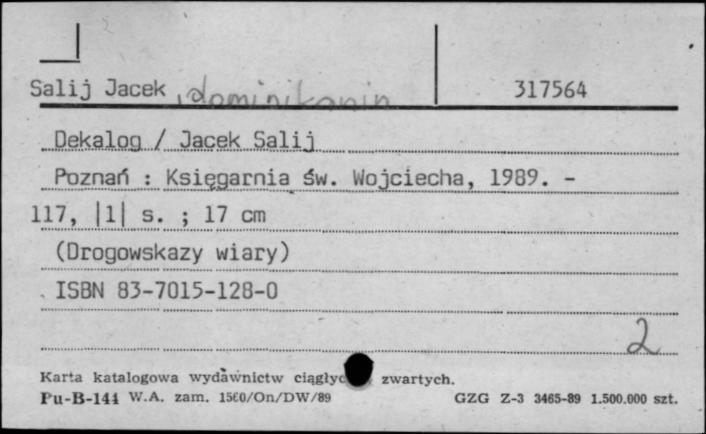 Salij Jacek , dominikanin 317564
Dekalog / Jacek Salij
Poznań : Księgarnia św. Wojciecha, 1989. -
117, |1| s. ; 17 cm
(Drogowskazy wiary)
ISBN 83-7015-128-0
2
Karta katalogowa wydawnictw zwartych.
Pu-B-144 W.A. zam. 1560/On/DW/89 GZG Z-3 3465-89 1.500.000 szt.